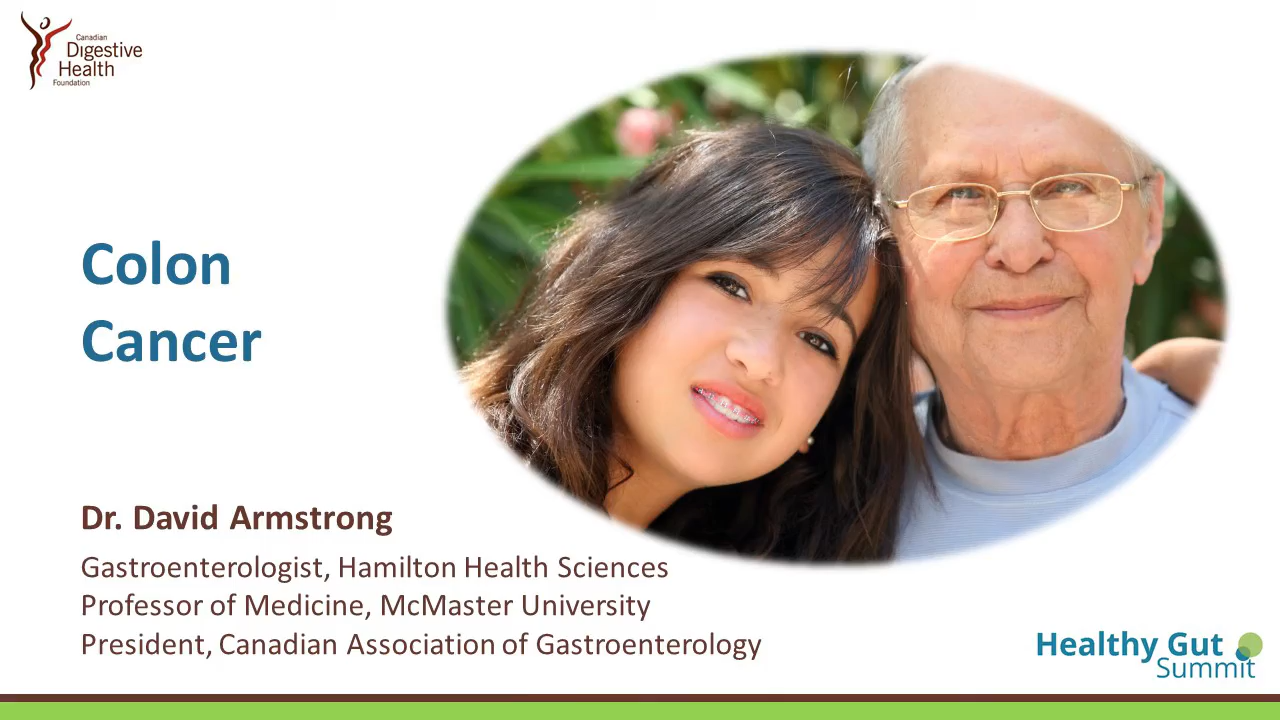 Canadian
Digestive
Health
Foundation
Colon
Cancer
Dr. David Armstrong
Gastroenterologist, Hamilton Health Sciences
Professor of Medicine, McMaster University
President, Canadian Association of Gastroenterology
Healthy Gut
Summit